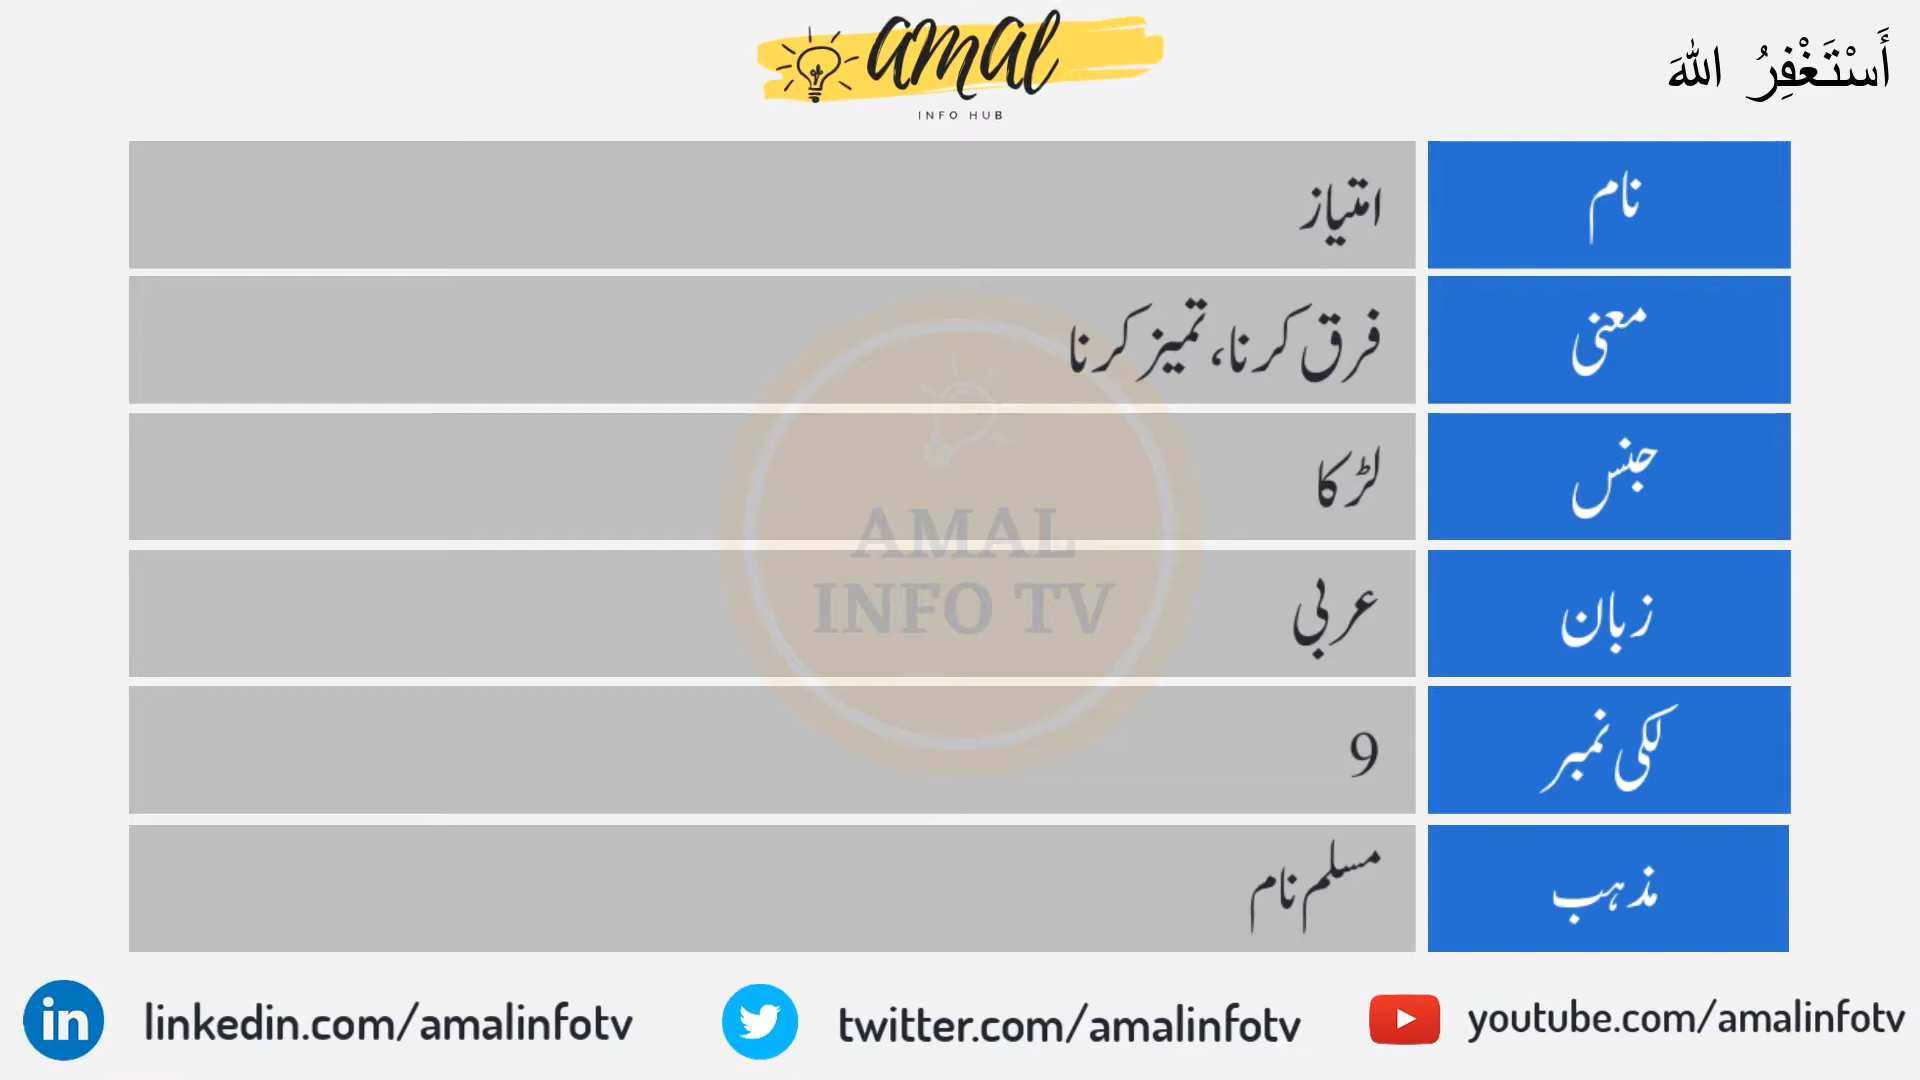 amal
INFO HUB
أَسْتَغْفِرُ اللهَ
نام
امتیاز
معنی
فرق کرنا، تمیز کرنا
جنس
لڑکا
زبان
عربی
لکی نمبر
9
مذہب
مسلم نام
AMAL
INFO TV
linkedin.com/amalinfotv
twitter.com/amalinfotv
youtube.com/amalinfotv